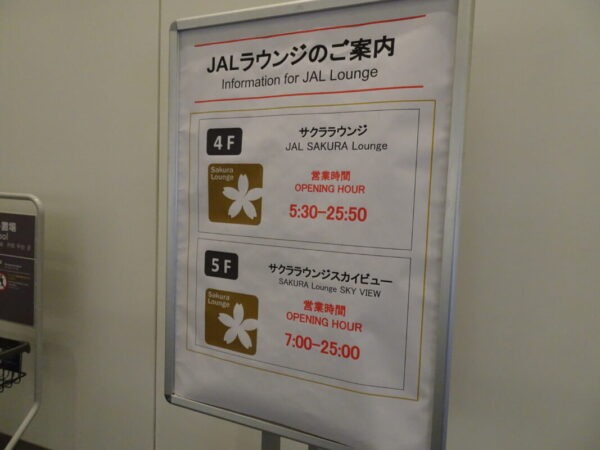 JALラウンジのご案内
Information for JAL Lounge
4F
サクララウンジ
JAL SAKURA Lounge
Sakura
Lounge
営業時間
OPENING HOUR
5:30-25:50
5F
サクララウンジスカイビュー
SAKURA Lounge SKY VIEW
Sakura
Lounge
営業時間
OPENING HOUR
7:00-25:00
置場